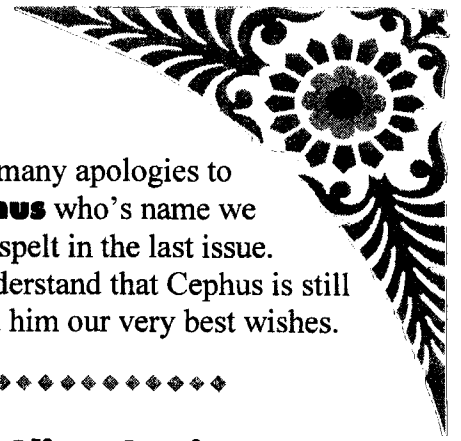 many apologies to
hus who's name we
spelt in the last issue.
derstand that Cephus is still
him our very best wishes.